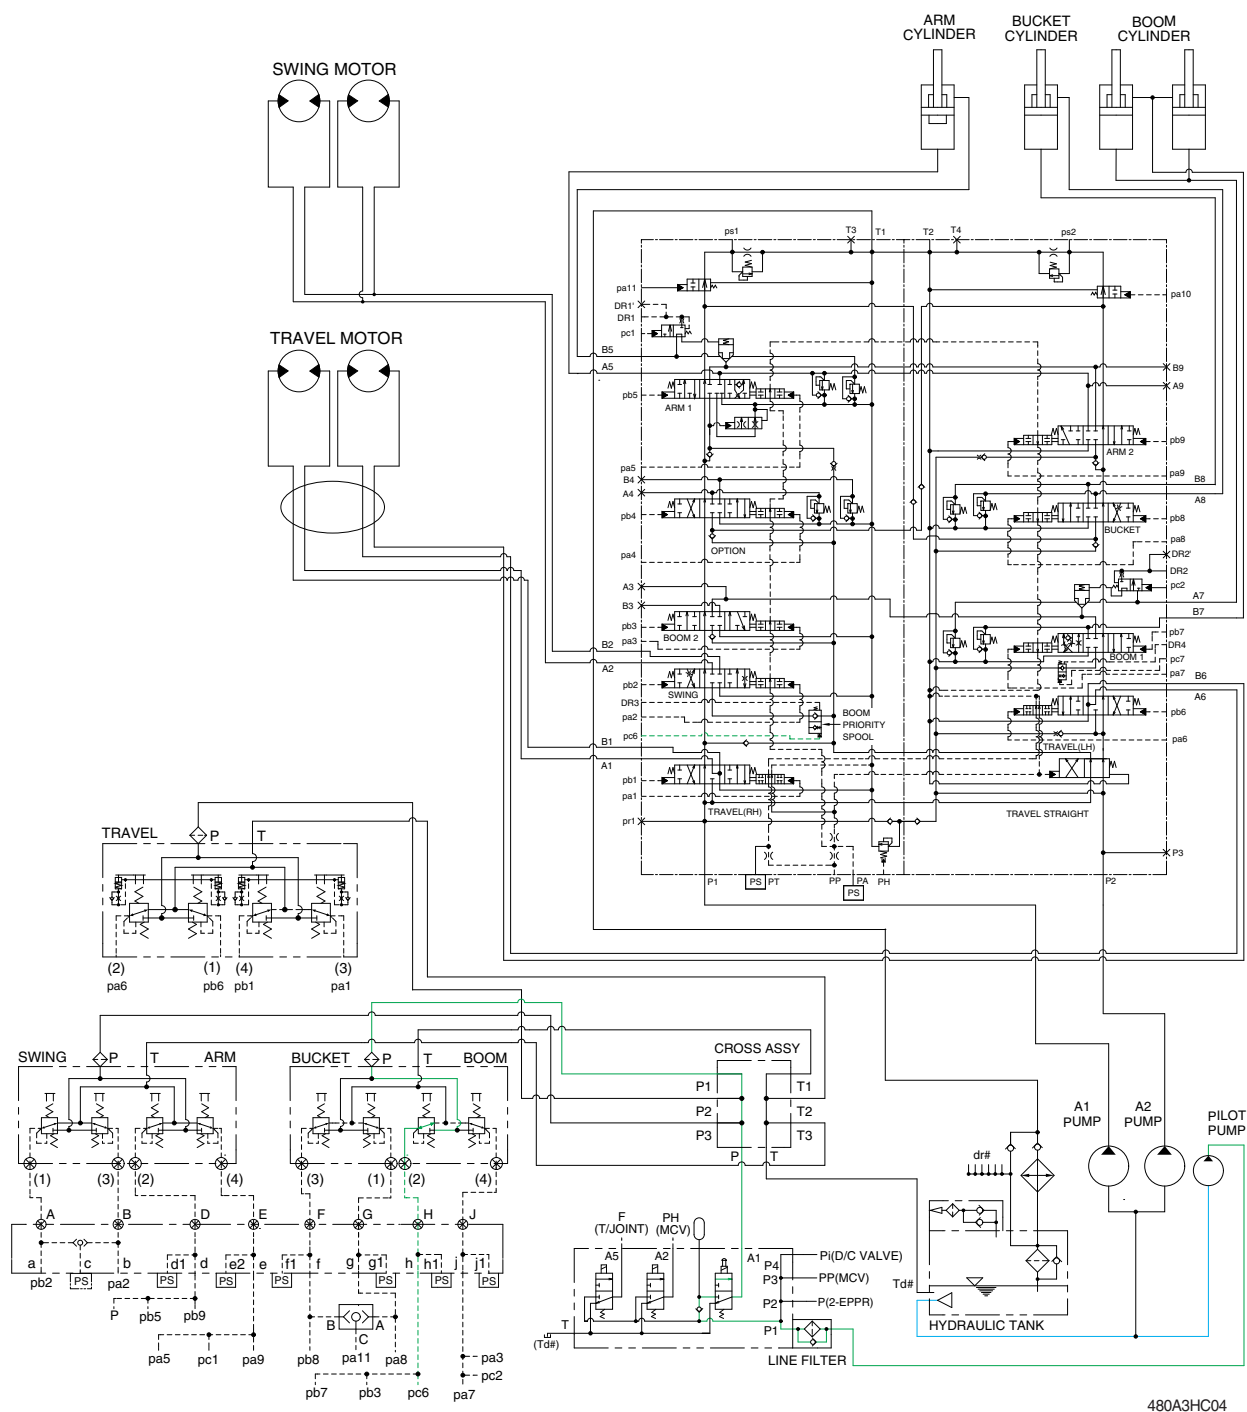 ARM
CYLINDER
BUCKET
CYLINDER
BOOM
CYLINDER
SWING MOTOR
TRAVEL MOTOR
ps1
T3
T1
T2
T4
ps2
pa11
pa10
DR1'
DR1
pc1
B5
A5
B9
A9
pb5
ARM 1
pb9
ARM 2
pa5
pa9
B4
B8
A4
A8
pb4
pb8
OPTION
BUCKET
pa4
pa8
DR2'
DR2
A3
pc2
B3
A7
B7
pb3
BOOM 2
pb7
pa3
DR4
B2
BOOM 1
pc7
A2
pa7
pb2
SWING
B6
DR3
A6
pa2
BOOM
PRIORITY
SPOOL
pb6
pc6
pa6
B1
TRAVEL(LH)
A1
pb1
pa1
TRAVEL(RH)
TRAVEL STRAIGHT
pr1
P3
P1
PS
PT
PP
PA
PS
PH
P2
TRAVEL
P
T
(2)
(1)
(4)
(3)
pa6
pb6
pb1
pa1
SWING
P
T
ARM
BUCKET
P
T
BOOM
CROSS ASSY
P1
T1
P2
T2
P3
T3
P
T
A1
PUMP
A2
PUMP
PILOT
PUMP
dr#
(1)
(3)
(2)
(4)
(3)
(1)
(2)
(4)
A
B
D
E
F
G
H
J
a
c
b
d1
d
e2
e
f1
f
g
g1
h
h1
j
j1
pb2
PS
pa2
PS
PS
PS
PS
PS
PS
P
pb5
pb9
pa5
pc1
pa9
B
A
C
pb8
pa11
pa8
pb7
pb3
pc6
pa3
pc2
pa7
F
(T/JOINT)
PH
(MCV)
A5
A2
A1
P4
Pi(D/C VALVE)
P3
PP(MCV)
P2
P(2-EPPR)
P1
T
(Td#)
LINE FILTER
Td#
HYDRAULIC TANK
480A3HC04